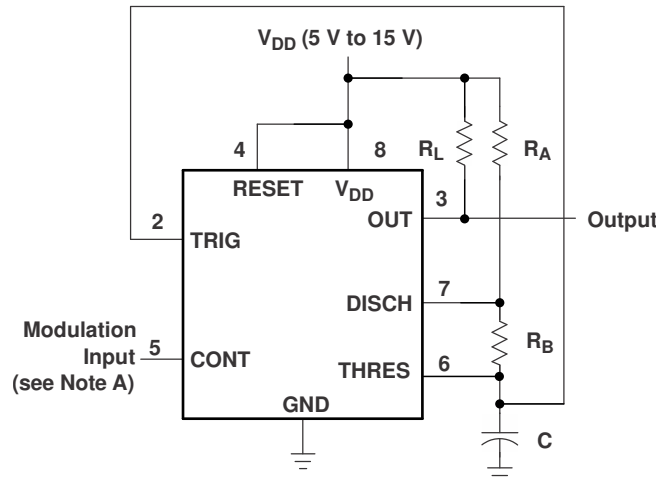 V_DD (5 V to 15 V)
4
8
R_L
R_A
RESET
V_DD
3
2
OUT
Output
TRIG
7
DISCH
Modulation
Input
(see Note A)
5
CONT
R_B
THRES
6
GND
C